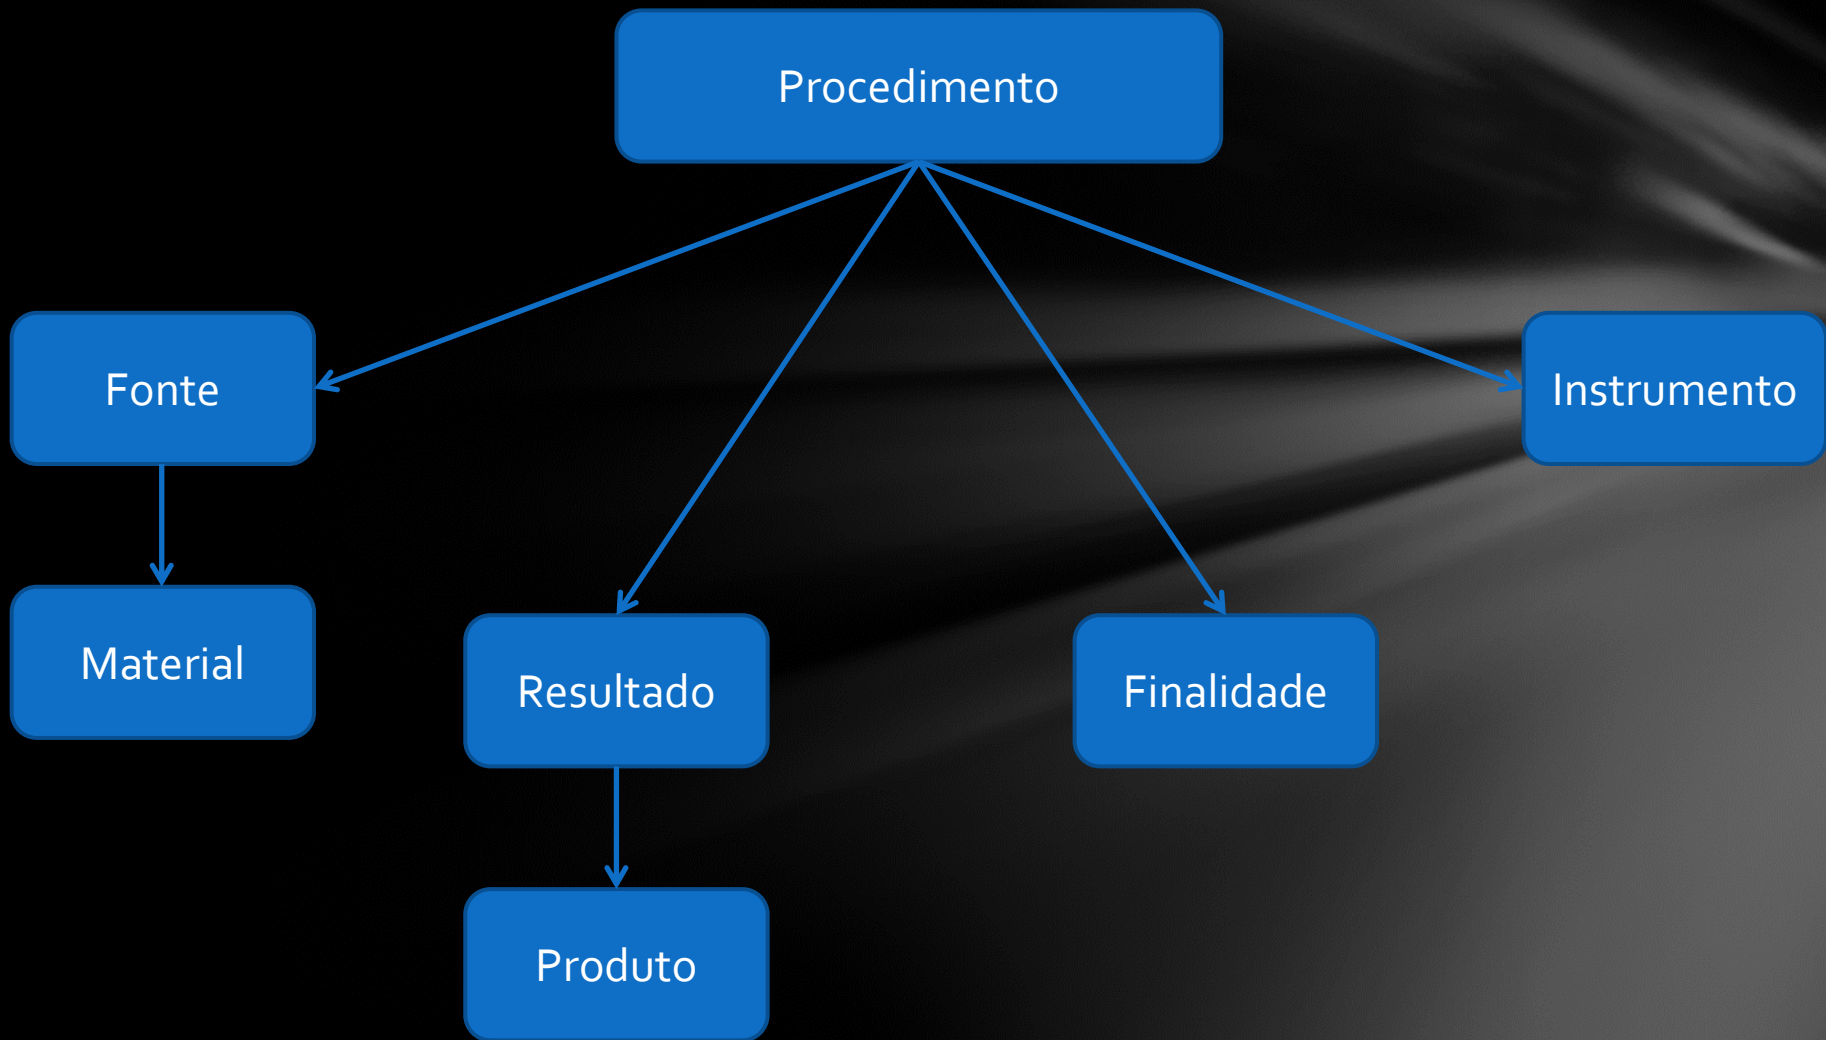 Procedimento
Fonte
Instrumento
Material
Resultado
Finalidade
Produto